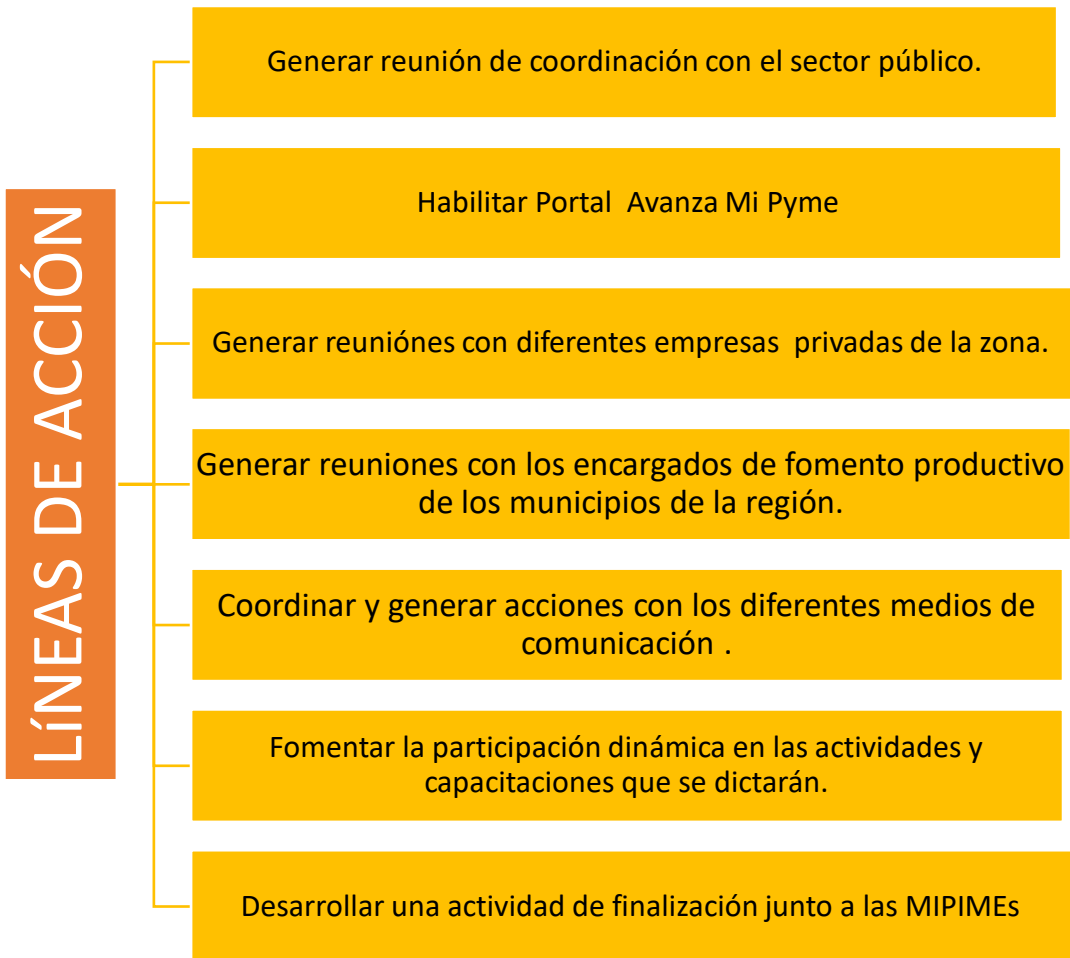 LíNEAS DE ACCIÓN
Generar reunión de coordinación con el sector público.
Habilitar Portal  Avanza Mi Pyme
Generar reuniónes con diferentes empresas  privadas de la zona.
Generar reuniones con los encargados de fomento productivo
de los municipios de la región.
Coordinar y generar acciones con los diferentes medios de
comunicación .
Fomentar la participación dinámica en las actividades y
capacitaciones que se dictarán.
Desarrollar una actividad de finalización junto a las MIPIMEs